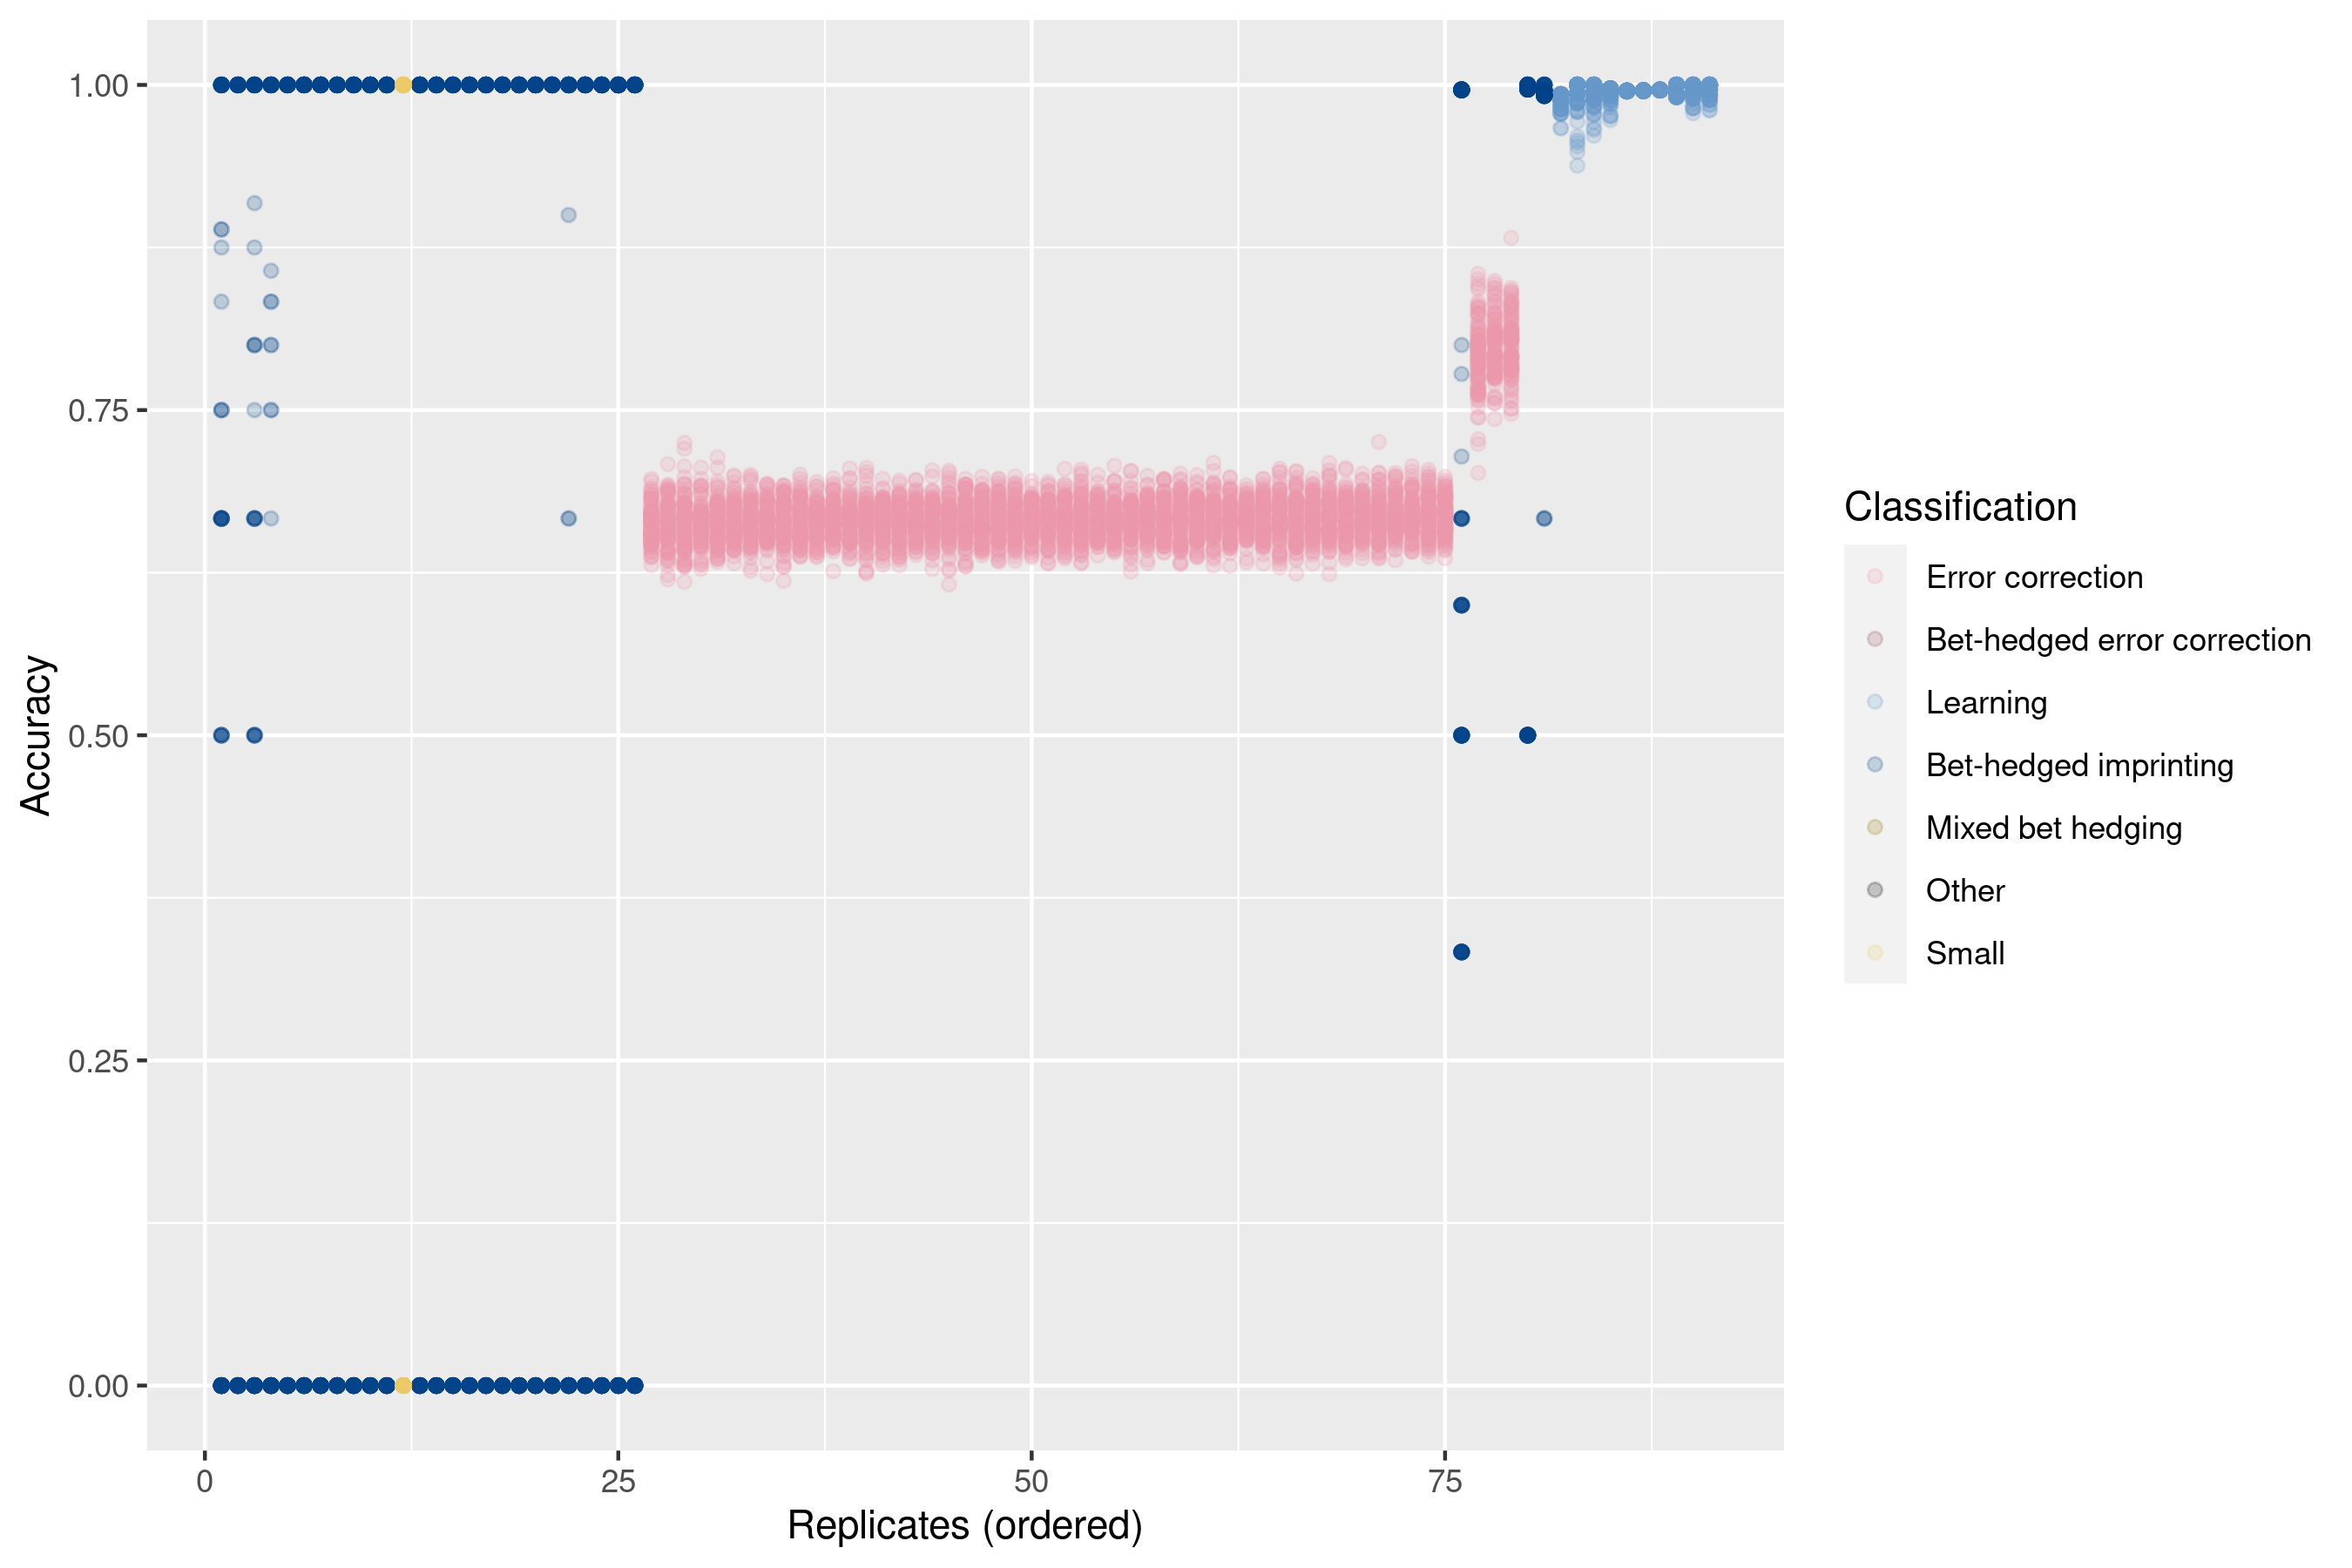 1.00
0.75
0.50
0.25
0.00
Accuracy
0
25
50
75
Replicates (ordered)
Classification
Error correction
Bet-hedged error correction
Learning
Bet-hedged imprinting
Mixed bet hedging
Other
Small